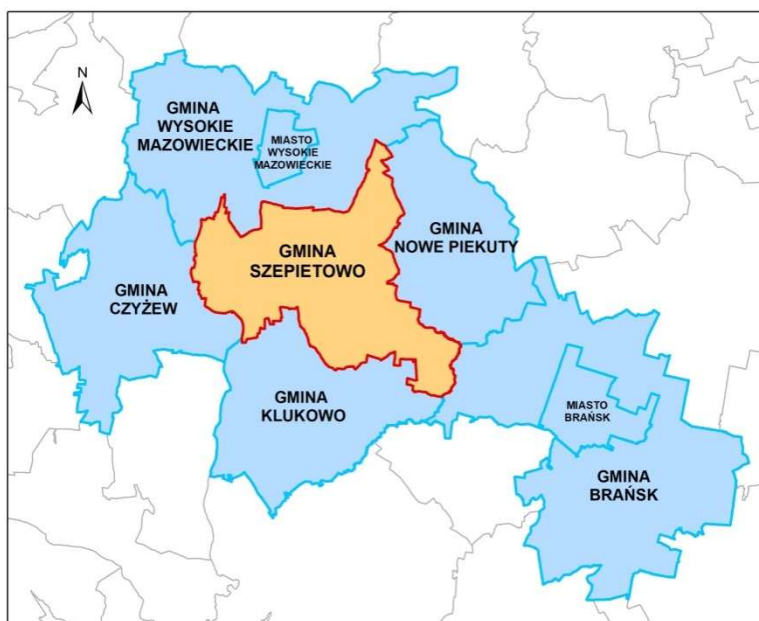 N
GMINA
WYSOKIE
MAZOWIECKIE
MIASTO
WYSOKIE
MAZOWIECKIE
GMINA
NOWE PIEKUTY
GMINA
SZEPIETOWO
GMINA
CZYŻEW
GMINA
KLUKOWO
MIASTO
BRAŃSK
GMINA
BRAŃSK